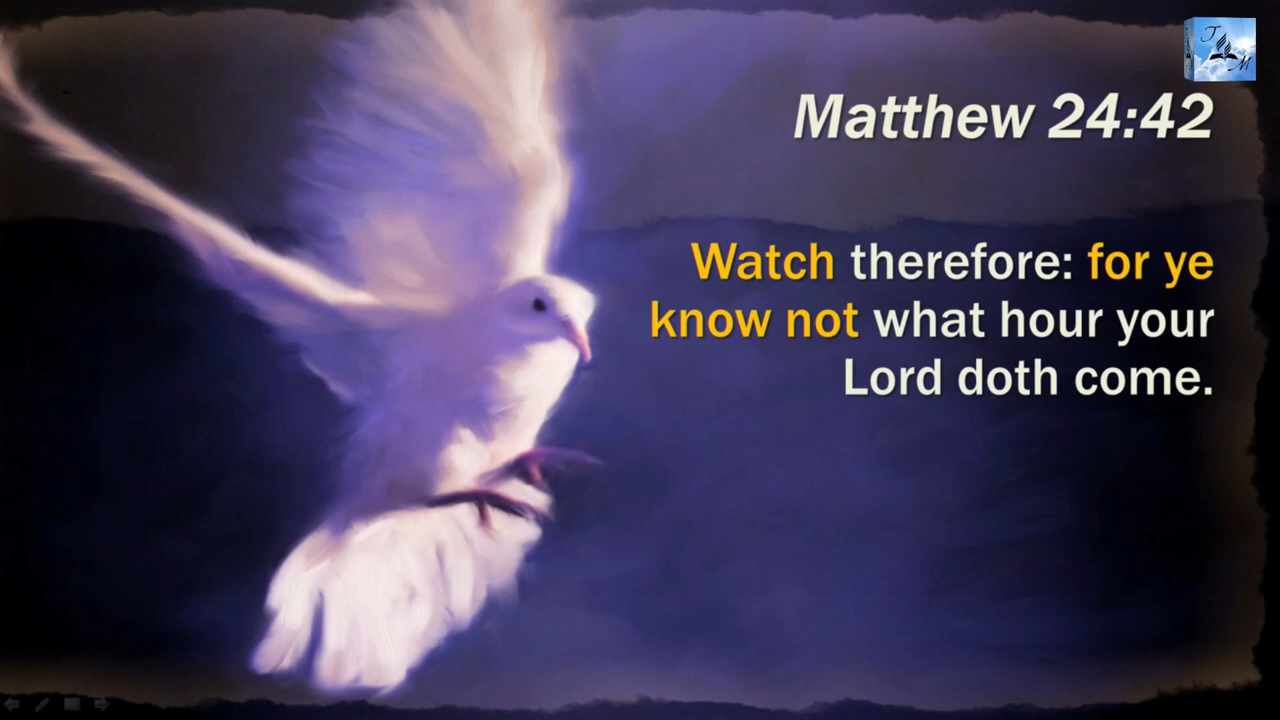 J
M
Matthew 24:42
Watch therefore: for ye
know not what hour your
Lord doth come.